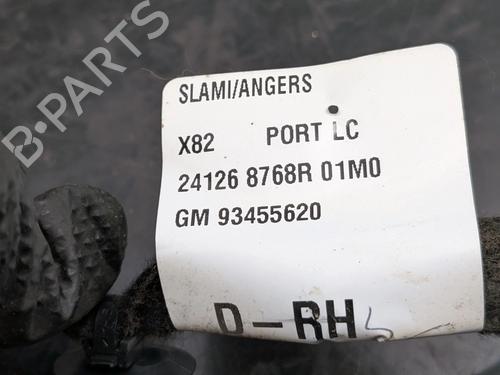 B-PARTS
SLAMI/ANGERS
X82 PORT LC
24126 8768R 01M0
GM 93455620
D-RH